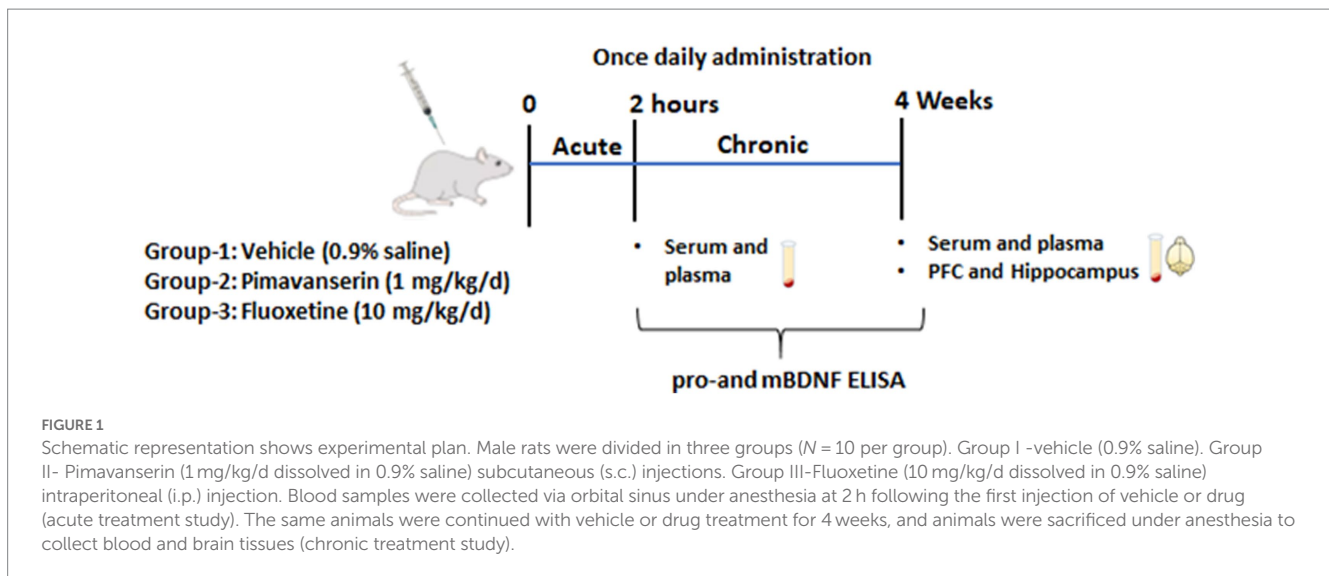 Once daily administration
0
2 hours
4 Weeks
Acute
Chronic
Group-1: Vehicle (0.9% saline)
Group-2: Pimavanserin (1 mg/kg/d)
Group-3: Fluoxetine (10 mg/kg/d)
• Serum and
plasma
• Serum and plasma
• PFC and Hippocampus
pro-and mBDNF ELISA
FIGURE 1
Schematic representation shows experimental plan. Male rats were divided in three groups (N = 10 per group). Group I -vehicle (0.9% saline). Group
II- Pimavanserin (1 mg/kg/d dissolved in 0.9% saline) subcutaneous (s.c.) injections. Group III-Fluoxetine (10 mg/kg/d dissolved in 0.9% saline)
intraperitoneal (i.p.) injection. Blood samples were collected via orbital sinus under anesthesia at 2 h following the first injection of vehicle or drug
(acute treatment study). The same animals were continued with vehicle or drug treatment for 4 weeks, and animals were sacrificed under anesthesia to
collect blood and brain tissues (chronic treatment study).